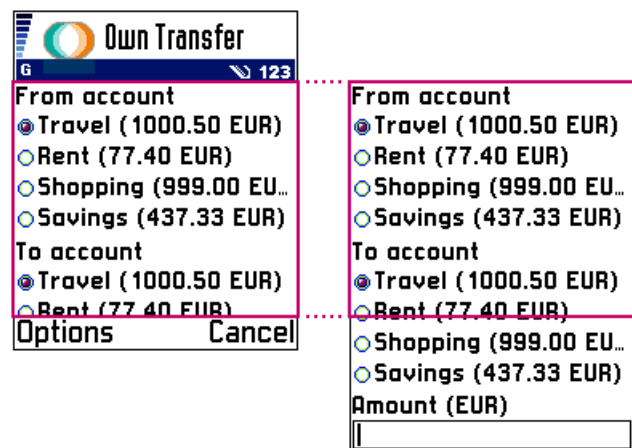 Own Transfer
G 123
From account
Travel (1000.50 EUR)
Rent (77.40 EUR)
Shopping (999.00 EU...
Savings (437.33 EUR)
To account
Travel (1000.50 EUR)
Rent (77.40 EUR)
Options Cancel
From account
Travel (1000.50 EUR)
Rent (77.40 EUR)
Shopping (999.00 EU...
Savings (437.33 EUR)
To account
Travel (1000.50 EUR)
Rent (77.40 EUR)
Shopping (999.00 EU...
Savings (437.33 EUR)
Amount (EUR)